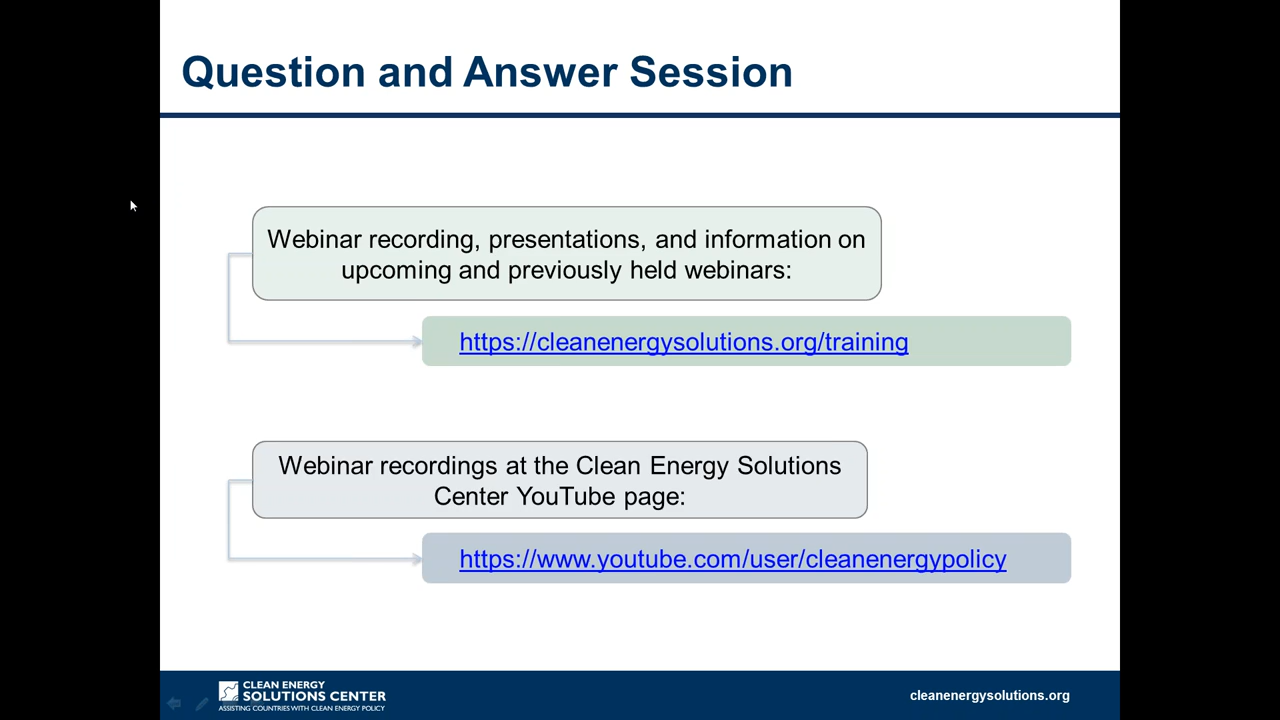 Question and Answer Session
Webinar recording, presentations, and information on
upcoming and previously held webinars:
https://cleanenergysolutions.org/training
Webinar recordings at the Clean Energy Solutions
Center YouTube page:
https://www.youtube.com/user/cleanenergypolicy
CLEAN ENERGY
SOLUTIONS CENTER
ASSISTING COUNTRIES WITH CLEAN ENERGY POLICY
cleanenergysolutions.org